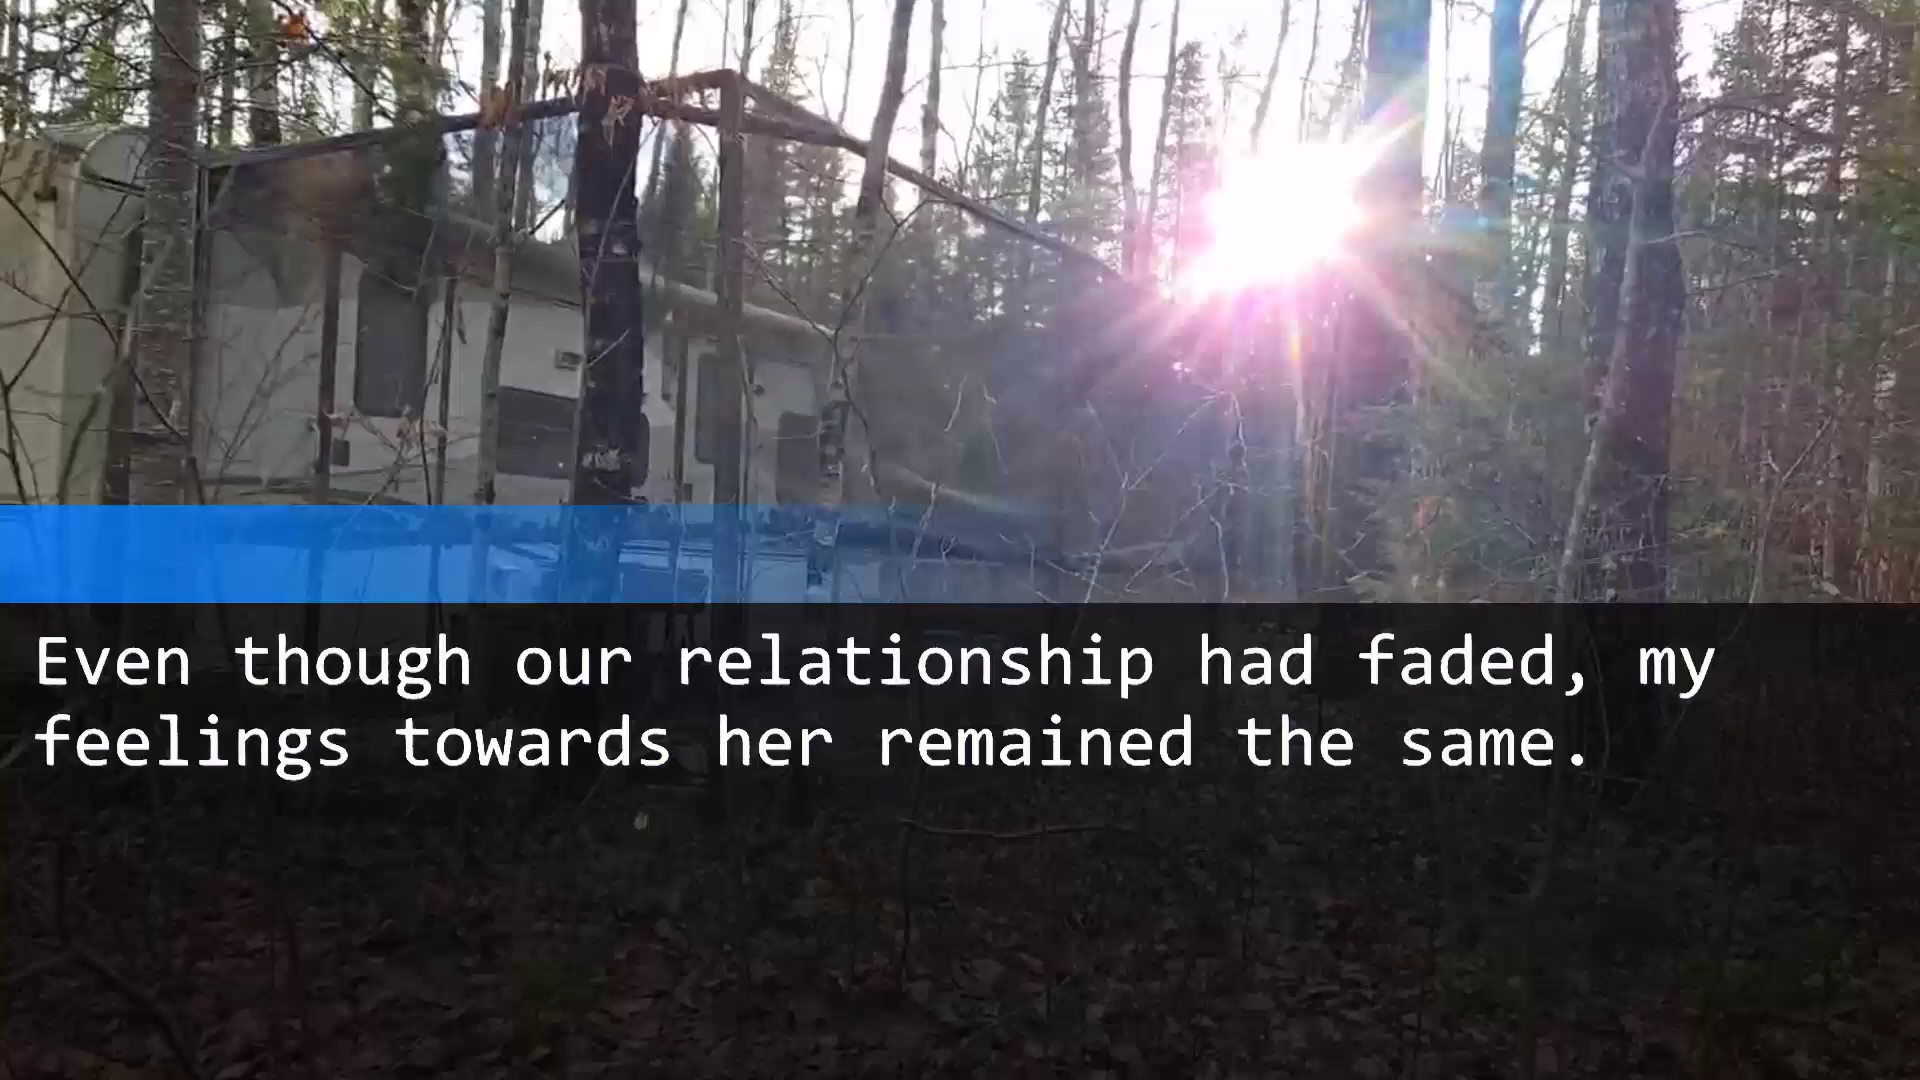 Even though our relationship had faded, my
feelings towards her remained the same.